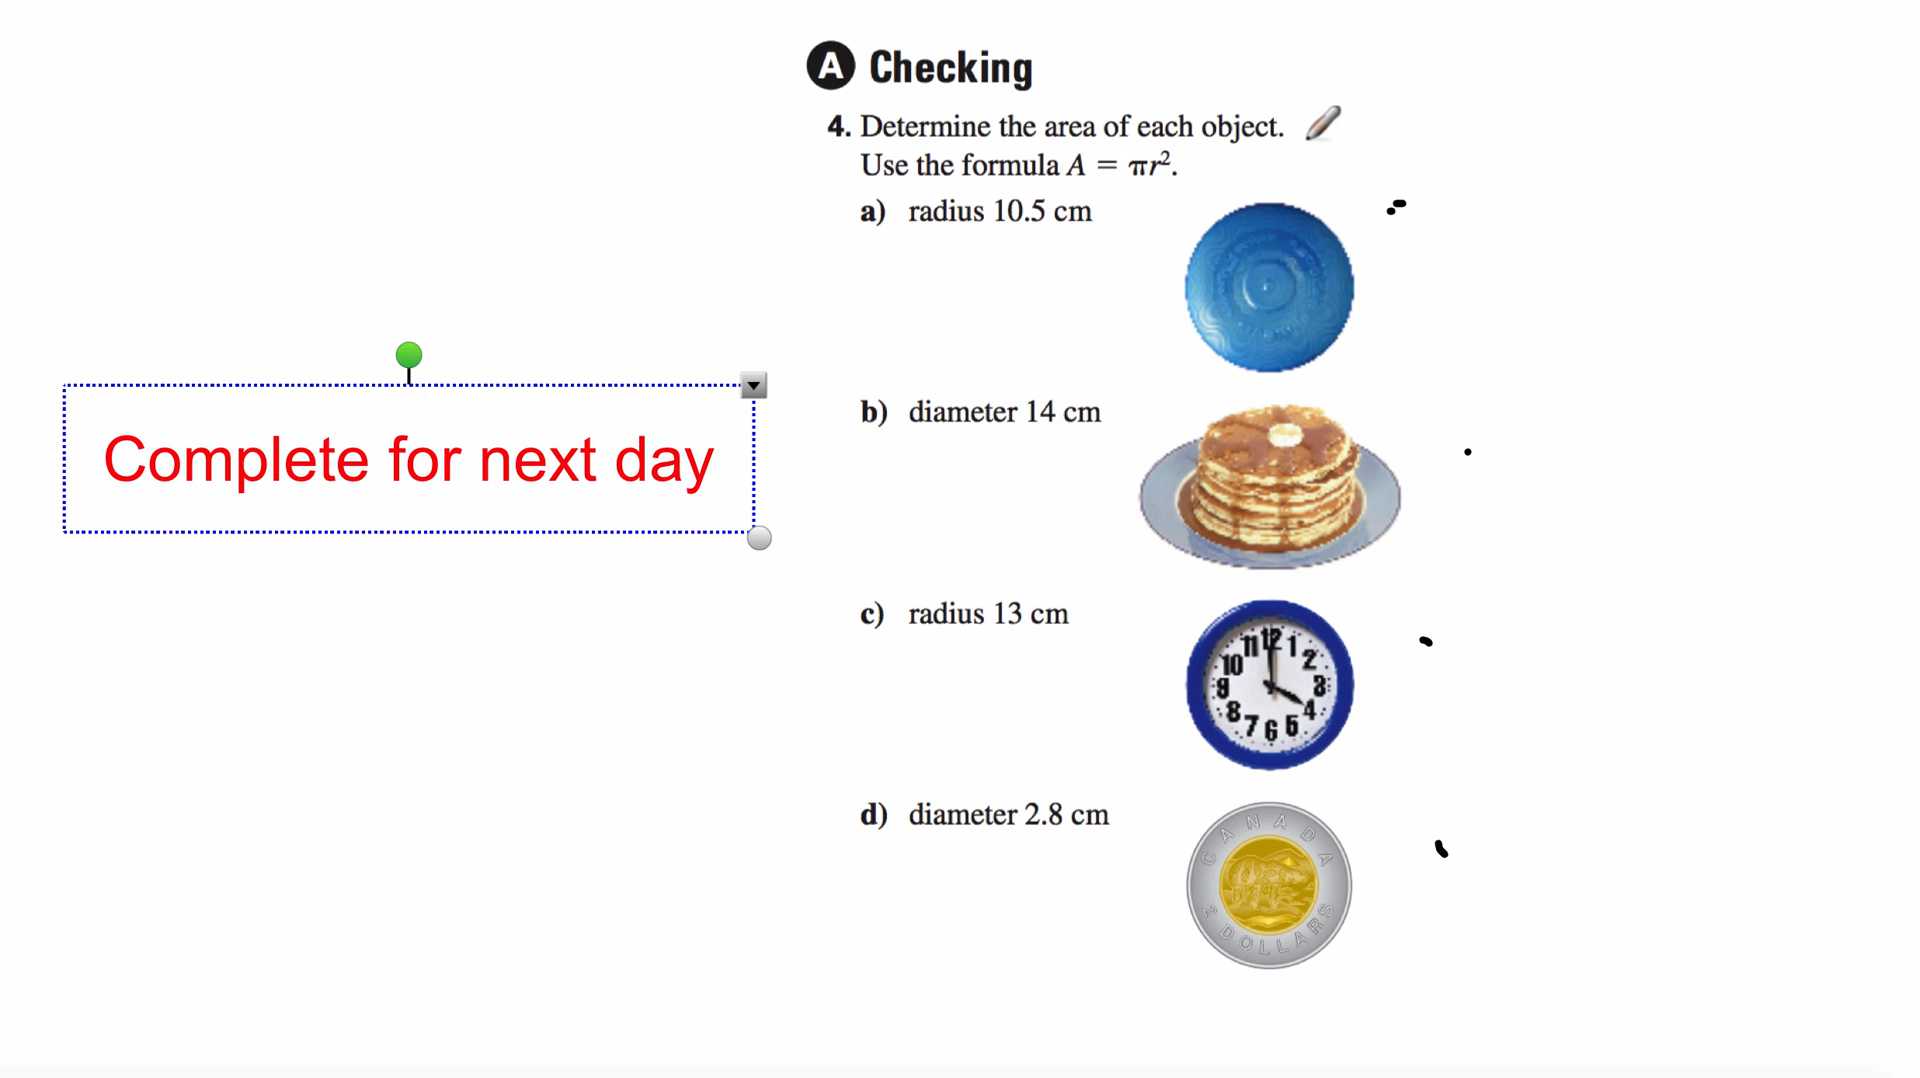 A Checking
4. Determine the area of each object.
Use the formula A = πr².
a) radius 10.5 cm
b) diameter 14 cm
Complete for next day
c) radius 13 cm
11 12 1
10 2
9 3
8 4
7 6 5
d) diameter 2.8 cm
CANADA
2 DOLLARS